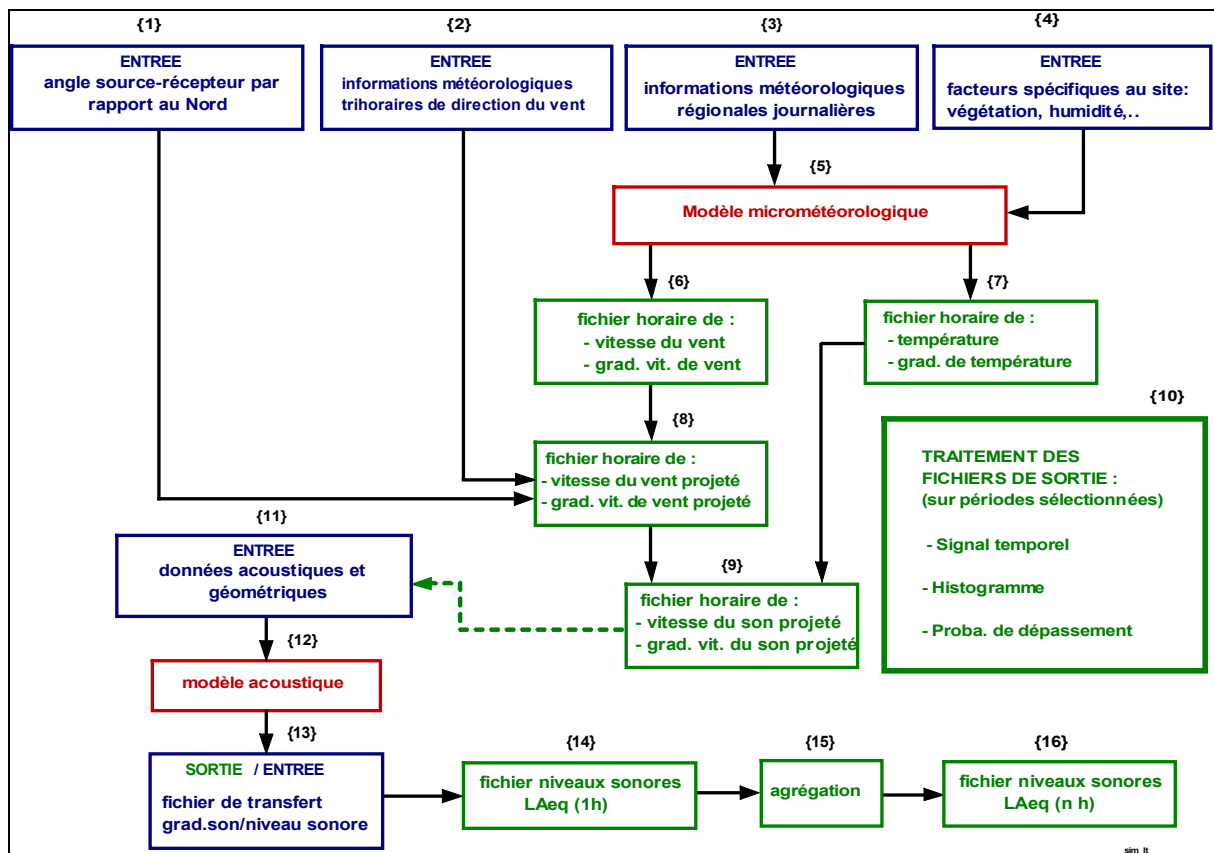 {1}
{2}
{3}
{4}
ENTREE
angle source-récepteur par
rapport au Nord
ENTREE
informations météorologiques
trihoraires de direction du vent
ENTREE
informations météorologiques
régionales journalières
ENTREE
facteurs spécifiques au site:
végétation, humidité,..
{5}
Modèle micrométéorologique
{6}
{7}
fichier horaire de :
- vitesse du vent
- grad. vit. de vent
fichier horaire de :
- température
- grad. de température
{8}
{10}
fichier horaire de :
- vitesse du vent projeté
- grad. vit. de vent projeté
TRAITEMENT DES
FICHIERS DE SORTIE :
(sur périodes sélectionnées)
- Signal temporel
- Histogramme
- Proba. de dépassement
{11}
ENTREE
données acoustiques et
géométriques
{9}
fichier horaire de :
- vitesse du son projeté
- grad. vit. du son projeté
{12}
modèle acoustique
{13}
{14}
{15}
{16}
SORTIE / ENTREE
fichier de transfert
grad.son/niveau sonore
fichier niveaux sonores
LAeq (1h)
agrégation
fichier niveaux sonores
LAeq (n h)
sim_lt